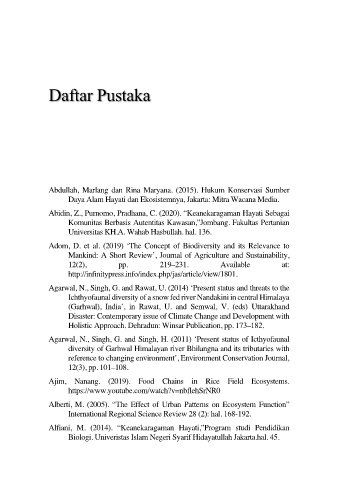 Daftar Pustaka
Abdullah, Marlang dan Rina Maryana. (2015). Hukum Konservasi Sumber
Daya Alam Hayati dan Ekosistemnya, Jakarta: Mitra Wacana Media.
Abidin, Z., Purnomo, Pradhana, C. (2020). “Keanekaragaman Hayati Sebagai
Komunitas Berbasis Autentitas Kawasan,”Jombang. Fakultas Pertanian
Universitas KH.A. Wahab Hasbullah. hal. 136.
Adom, D. et al. (2019) ‘The Concept of Biodiversity and its Relevance to
Mankind: A Short Review’, Journal of Agriculture and Sustainability,
12(2), pp. 219–231. Available at:
http://infinitypress.info/index.php/jas/article/view/1801.
Agarwal, N., Singh, G. and Rawat, U. (2014) ‘Present status and threats to the
Ichthyofaunal diversity of a snow fed river Nandakini in central Himalaya
(Garhwal), India’, in Rawat, U. and Semwal, V. (eds) Uttarakhand
Disaster: Contemporary issue of Climate Change and Development with
Holistic Approach. Dehradun: Winsar Publication, pp. 173–182.
Agarwal, N., Singh, G. and Singh, H. (2011) ‘Present status of Icthyofaunal
diversity of Garhwal Himalayan river Bhilangna and its tributaries with
reference to changing environment’, Environment Conservation Journal,
12(3), pp. 101–108.
Ajim, Nanang. (2019). Food Chains in Rice Field Ecosystems.
https://www.youtube.com/watch?v=nbflehSrNR0
Alberti, M. (2005). “The Effect of Urban Patterns on Ecosystem Function”
International Regional Science Review 28 (2): hal. 168-192.
Alfiani, M. (2014). “Keanekaragaman Hayati,”Program studi Pendidikan
Biologi. Univeristas Islam Negeri Syarif Hidayatullah Jakarta.hal. 45.